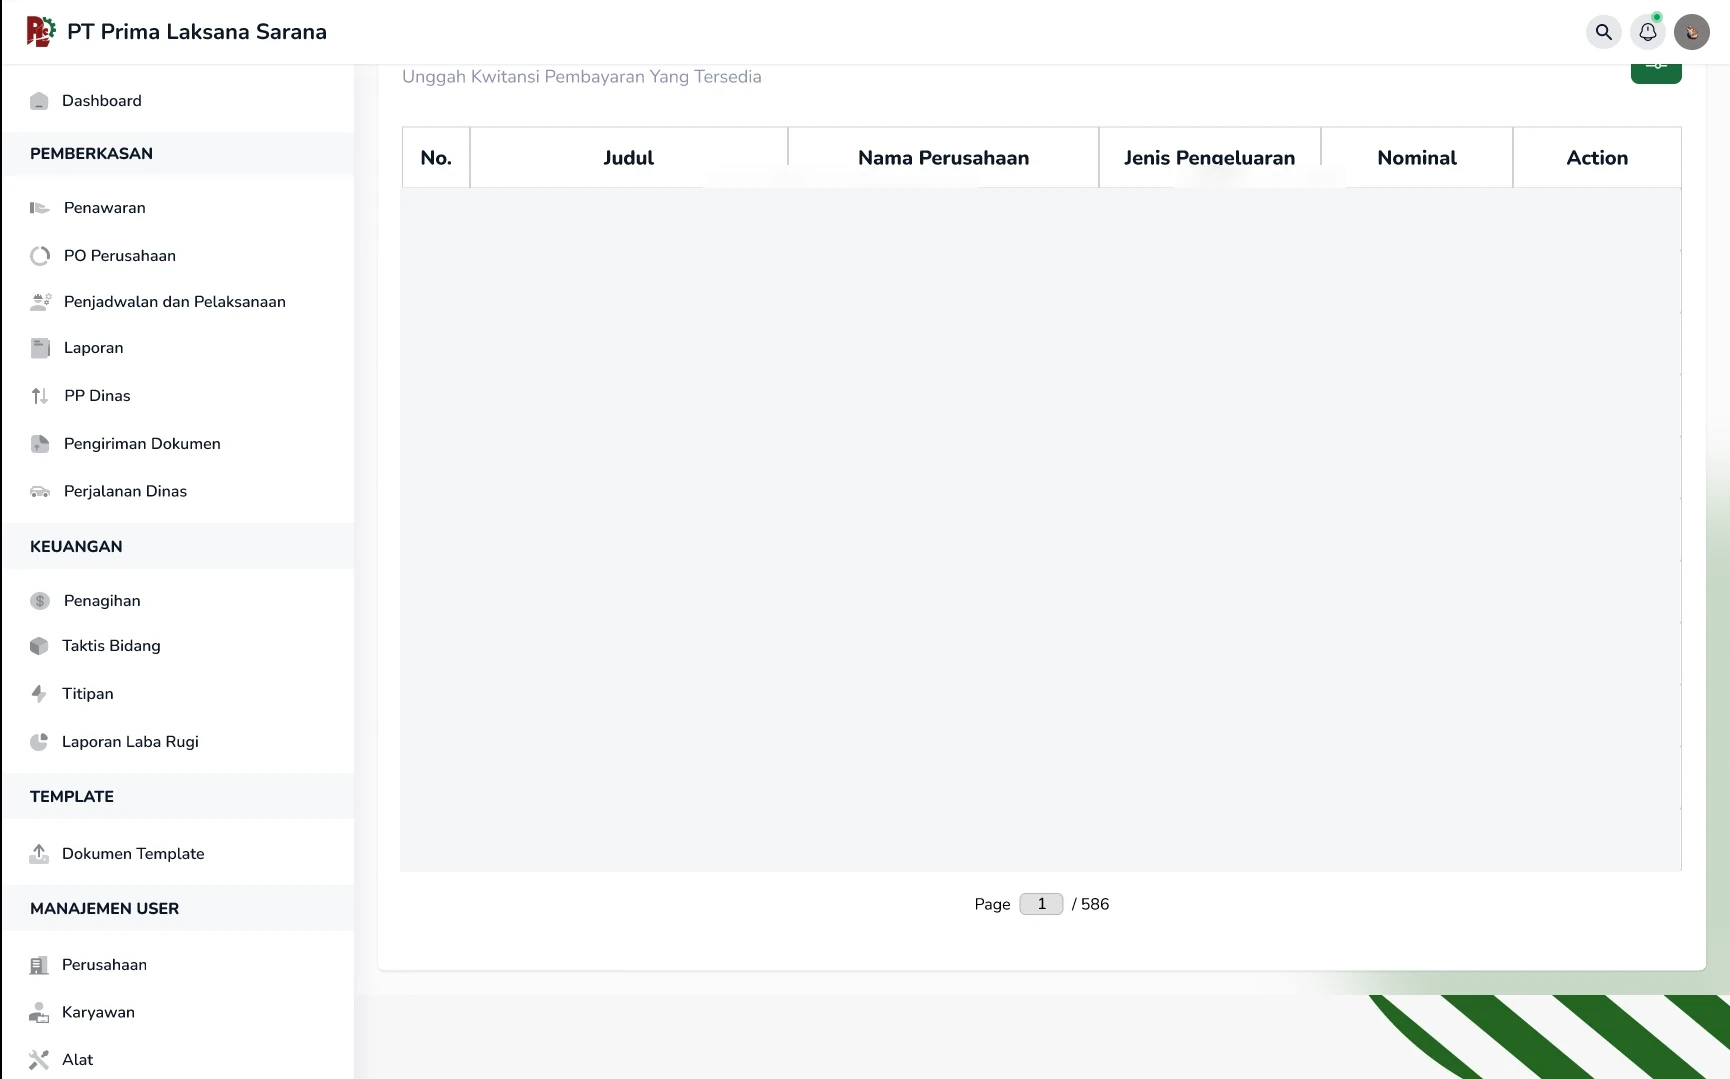 PT Prima Laksana Sarana
Dashboard
PEMBERKASAN
Penawaran
PO Perusahaan
Penjadwalan dan Pelaksanaan
Laporan
PP Dinas
Pengiriman Dokumen
Perjalanan Dinas
KEUANGAN
Penagihan
Taktis Bidang
Titipan
Laporan Laba Rugi
TEMPLATE
Dokumen Template
MANAJEMEN USER
Perusahaan
Karyawan
Alat
Unggah Kwitansi Pembayaran Yang Tersedia
No. Judul Nama Perusahaan Jenis Pengeluaran Nominal Action
Page 1 / 586